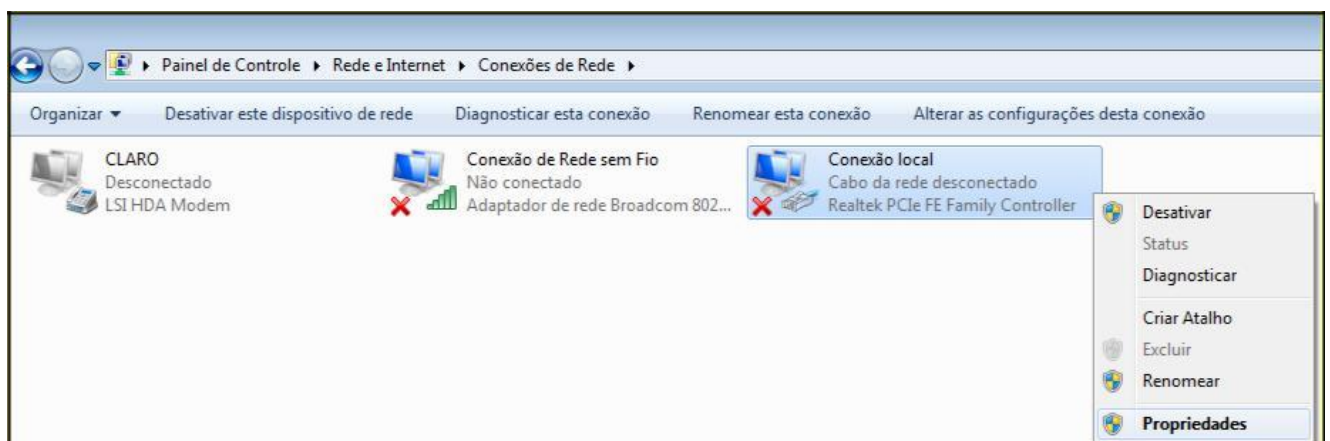 Painel de Controle Rede e Internet Conexões de Rede
Organizar Desativar este dispositivo de rede Diagnosticar esta conexão Renomear esta conexão Alterar as configurações desta conexão
CLARO
Desconectado
LSI HDA Modem
Conexão de Rede sem Fio
Não conectado
Adaptador de rede Broadcom 802...
Conexão local
Cabo da rede desconectado
Realtek PCIe FE Family Controller
Desativar
Status
Diagnosticar
Criar Atalho
Excluir
Renomear
Propriedades